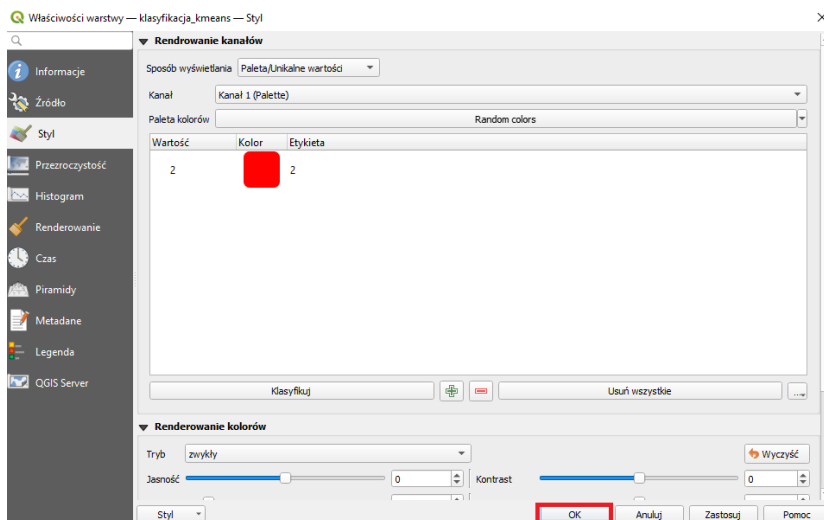 Właściwości warstwy — klasyfikacja_kmeans — Styl
Informacje
Źródło
Styl
Przezroczystość
Histogram
Renderowanie
Czas
Piramidy
Metadane
Legenda
QGIS Server
Rendrowanie kanałów
Sposób wyświetlania Paleta/Unikalne wartości
Kanał Kanał 1 (Palette)
Paleta kolorów Random colors
Wartość Kolor Etykieta
2 2
Klasyfikuj Usuń wszystkie ...
Renderowanie kolorów
Tryb zwykły Wyczyść
Jasność 0 Kontrast 0
Styl OK Anuluj Zastosuj Pomoc